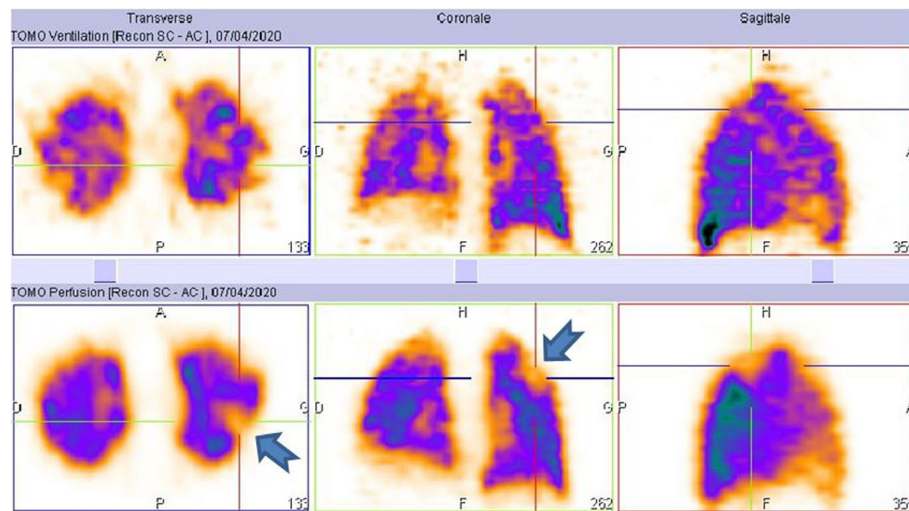 Transverse Coronale Sagittale
TOMO Ventilation [Recon SC - AC ], 07/04/2020
A H H
D G D G P A
P F F
133 262 35
TOMO Perfusion [Recon SC - AC ], 07/04/2020
A H H
D G D G P A
P F F
133 262 35